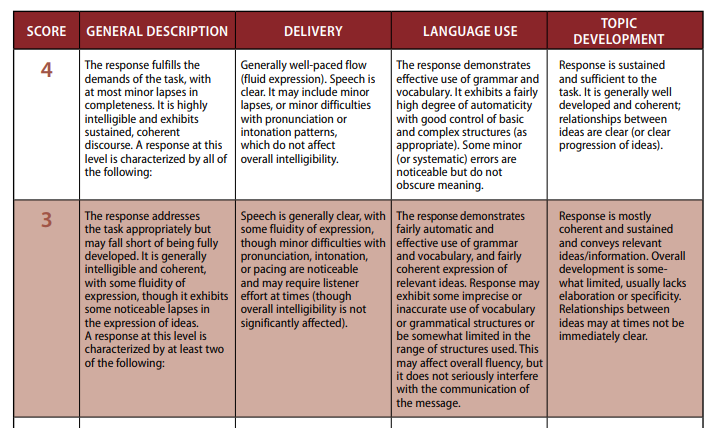 SCORE
GENERAL DESCRIPTION
DELIVERY
LANGUAGE USE
TOPIC
DEVELOPMENT
4
The response fulfills the
demands of the task, with
at most minor lapses in
completeness. It is highly
intelligible and exhibits
sustained, coherent
discourse. A response at this
level is characterized by all of
the following:
Generally well-paced flow
(fluid expression). Speech is
clear. It may include minor
lapses, or minor difficulties
with pronunciation or
intonation patterns,
which do not affect
overall intelligibility.
The response demonstrates
effective use of grammar and
vocabulary. It exhibits a fairly
high degree of automaticity
with good control of basic
and complex structures (as
appropriate). Some minor
(or systematic) errors are
noticeable but do not
obscure meaning.
Response is sustained
and sufficient to the
task. It is generally well
developed and coherent;
relationships between
ideas are clear (or clear
progression of ideas).
3
The response addresses
the task appropriately but
may fall short of being fully
developed. It is generally
intelligible and coherent,
with some fluidity of
expression, though it exhibits
some noticeable lapses in
the expression of ideas.
A response at this level is
characterized by at least two
of the following:
Speech is generally clear, with
some fluidity of expression,
though minor difficulties with
pronunciation, intonation,
or pacing are noticeable
and may require listener
effort at times (though
overall intelligibility is not
significantly affected).
The response demonstrates
fairly automatic and
effective use of grammar
and vocabulary, and fairly
coherent expression of
relevant ideas. Response may
exhibit some imprecise or
inaccurate use of vocabulary
or grammatical structures or
be somewhat limited in the
range of structures used. This
may affect overall fluency, but
it does not seriously interfere
with the communication of
the message.
Response is mostly
coherent and sustained
and conveys relevant
ideas/information. Overall
development is some-
what limited, usually lacks
elaboration or specificity.
Relationships between
ideas may at times not be
immediately clear.